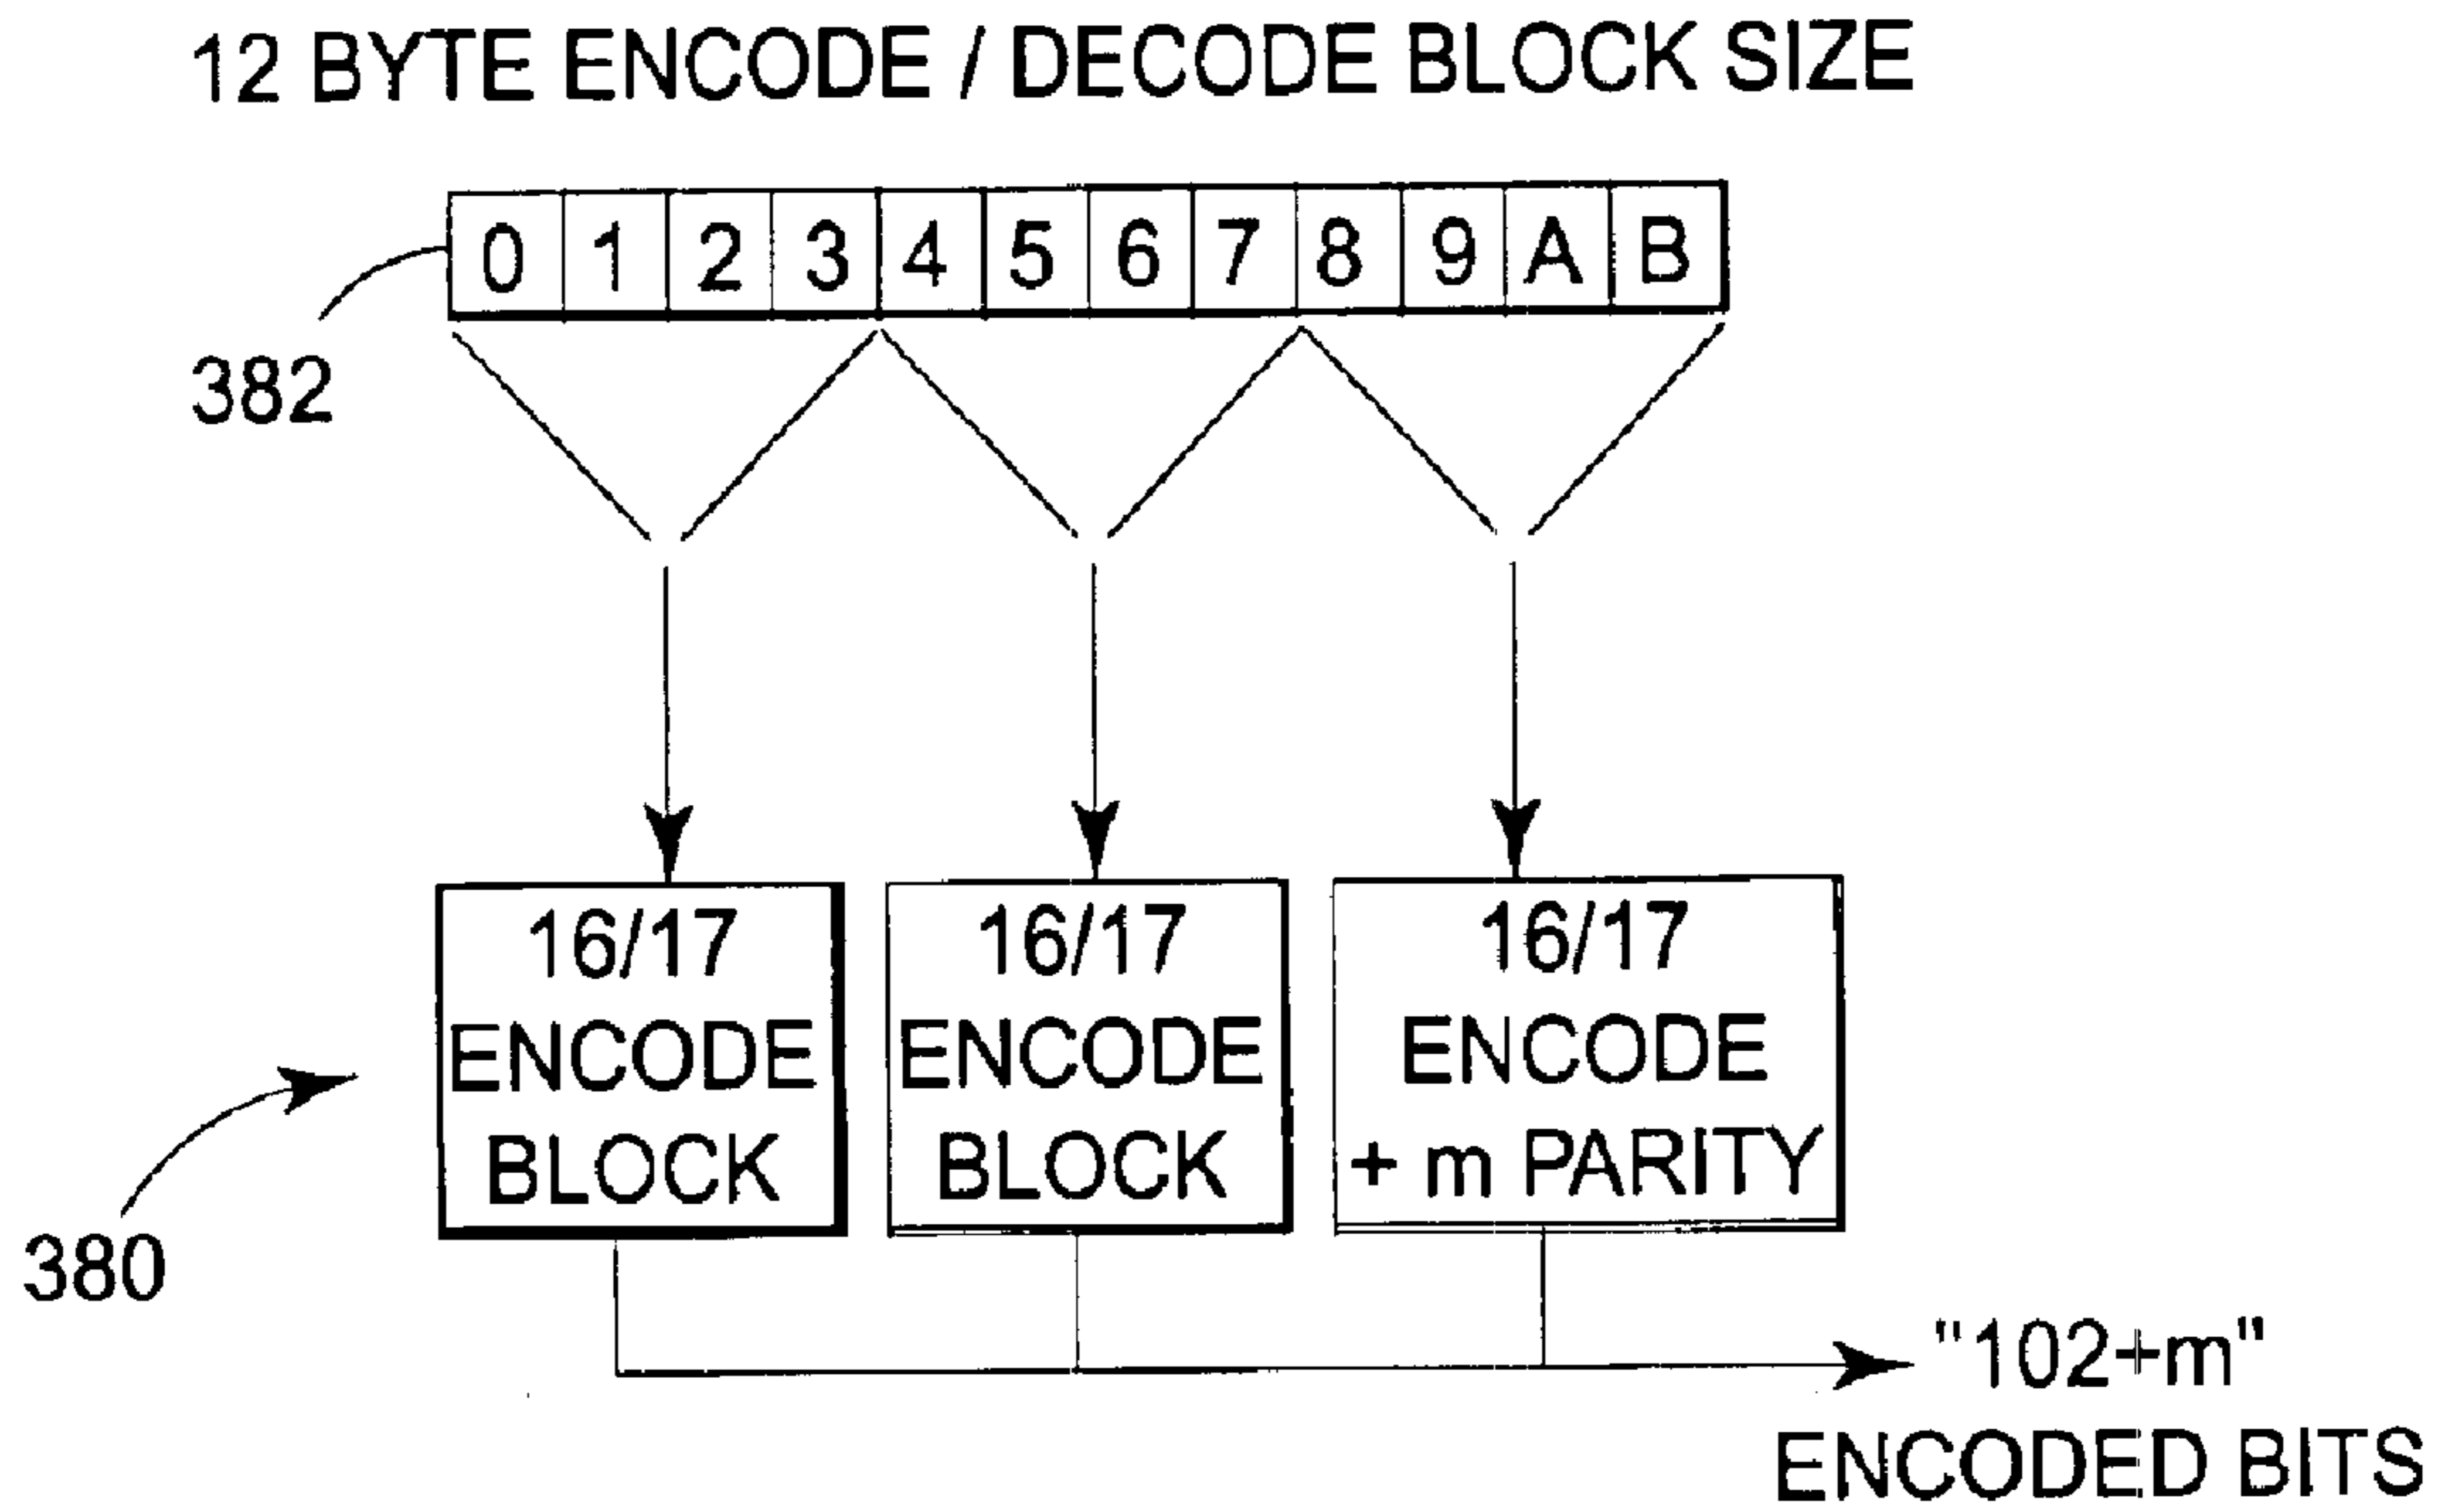 12 BYTE ENCODE / DECODE BLOCK SIZE
0 1 2 3 4 5 6 7 8 9 A B
382
16/17
ENCODE
BLOCK
16/17
ENCODE
BLOCK
16/17
ENCODE
+ m PARITY
380
"102+m"
ENCODED BITS